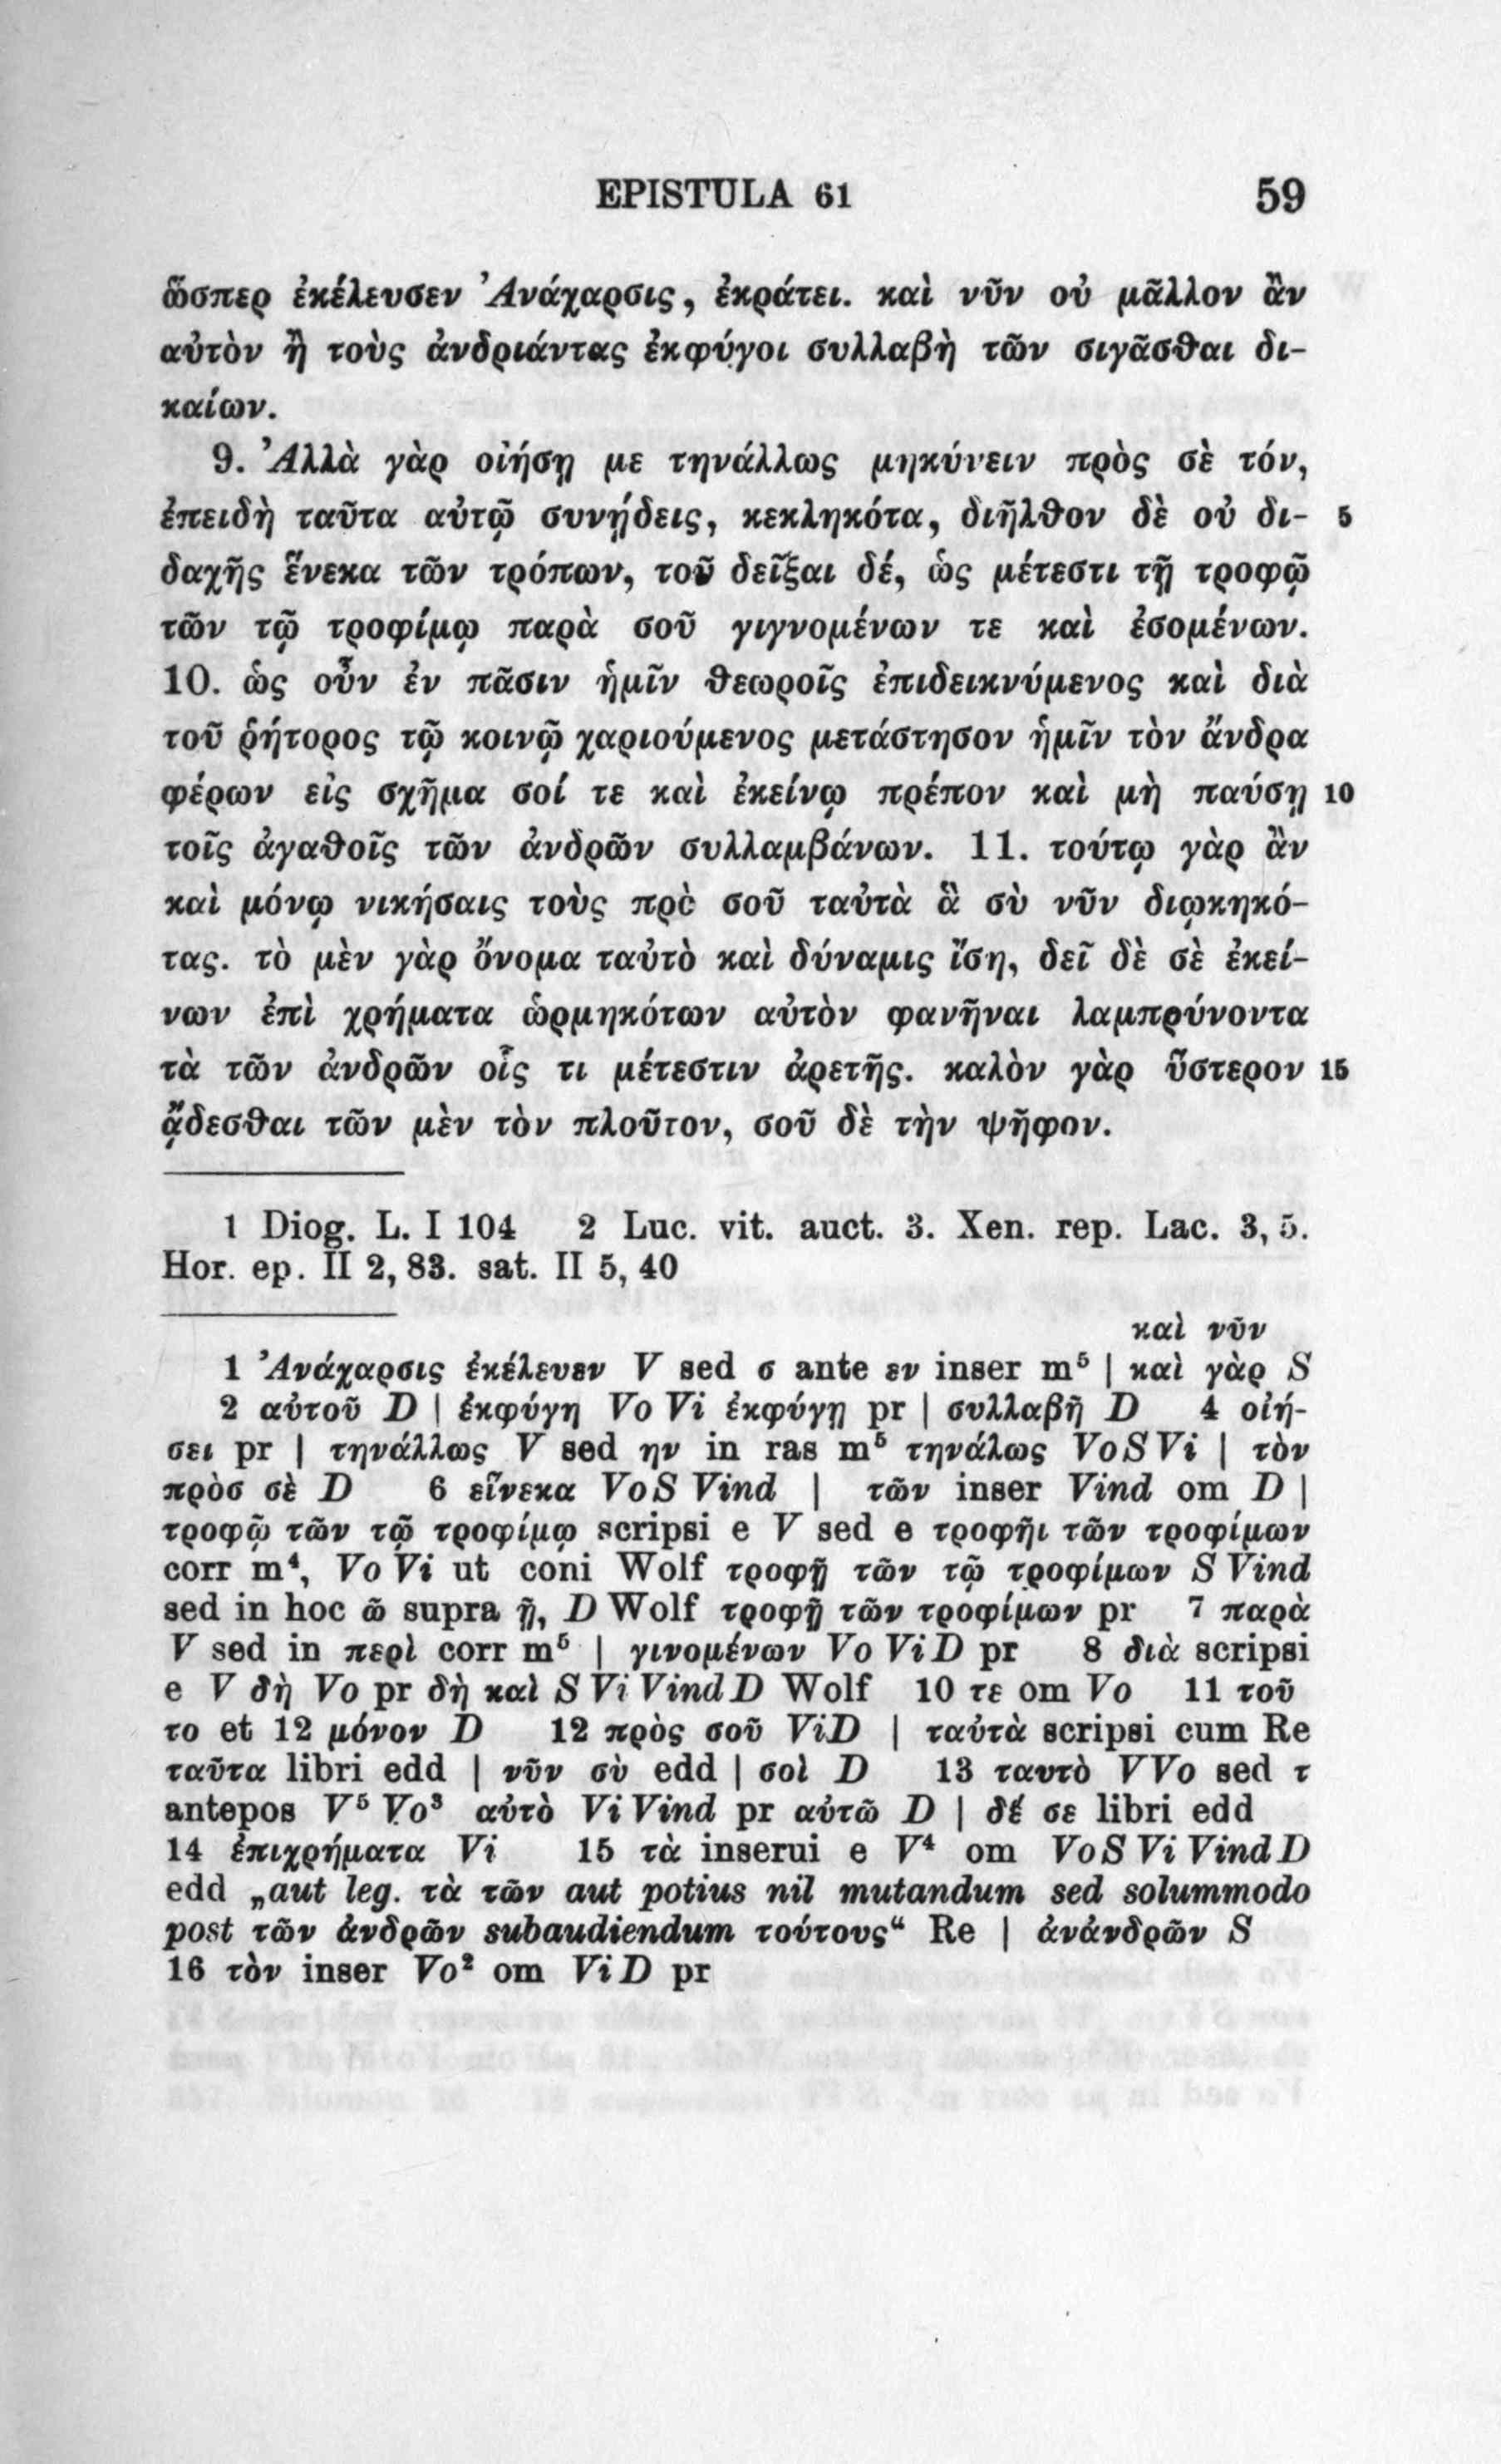 EPISTULA 61 59
ὥσπερ ἐκέλευσεν Ἀνάχαρσις, ἐκράτει. καὶ νῦν οὐ μᾶλλον ἂν
αὐτὸν ἢ τοὺς ἀνδριάντας ἐκφύγοι συλλαβὴ τῶν σιγᾶσθαι δι-
καίων.
9. Ἀλλὰ γὰρ οἰήσῃ με τηνάλλως μηκύνειν πρὸς σὲ τόν,
ἐπειδὴ ταῦτα αὐτῷ συνῄδεις, κεκληκότα, διῆλθον δὲ οὐ δι- 5
δαχῆς ἕνεκα τῶν τρόπων, τοῦ δεῖξαι δέ, ὡς μέτεστι τῇ τροφῷ
τῶν τῷ τροφίμῳ παρὰ σοῦ γιγνομένων τε καὶ ἐσομένων.
10. ὡς οὖν ἐν πᾶσιν ἡμῖν θεωροῖς ἐπιδεικνύμενος καὶ διὰ
τοῦ ῥήτορος τῷ κοινῷ χαριούμενος μετάστησον ἡμῖν τὸν ἄνδρα
φέρων εἰς σχῆμα σοί τε καὶ ἐκείνῳ πρέπον καὶ μὴ παύσῃ 10
τοῖς ἀγαθοῖς τῶν ἀνδρῶν συλλαμβάνων. 11. τούτῳ γὰρ ἂν
καὶ μόνῳ νικήσαις τοὺς πρὸ σοῦ ταὐτὰ ἃ σὺ νῦν διῳκηκό-
τας. τὸ μὲν γὰρ ὄνομα ταὐτὸ καὶ δύναμις ἴση, δεῖ δὲ σὲ ἐκεί-
νων ἐπὶ χρήματα ὡρμηκότων αὐτὸν φανῆναι λαμπρύνοντα
τὰ τῶν ἀνδρῶν οἷς τι μέτεστιν ἀρετῆς. καλὸν γὰρ ὕστερον 15
ᾄδεσθαι τῶν μὲν τὸν πλοῦτον, σοῦ δὲ τὴν ψῆφον.
1 Diog. L. I 104 2 Luc. vit. auct. 3. Xen. rep. Lac. 3, 5.
Hor. ep. II 2, 83. sat. II 5, 40
καὶ νῦν
1 Ἀνάχαρσις ἐκέλευεν V sed σ ante εν inser m⁵ | καὶ γὰρ S
2 αὐτοῦ D | ἐκφύγη Vo Vi ἐκφύγῃ pr | συλλαβῆ D 4 οἰή-
σει pr | τηνάλλως V sed ην in ras m⁵ τηνάλως Vo S Vi | τὸν
πρὸσ σὲ D 6 εἵνεκα Vo S Vind | τῶν inser Vind om D |
τροφῷ τῶν τῷ τροφίμῳ scripsi e V sed e τροφῆι τῶν τροφίμων
corr m⁴, Vo Vi ut coni Wolf τροφῇ τῶν τῷ τροφίμων S Vind
sed in hoc ῶ supra ῇ, D Wolf τροφῇ τῶν τροφίμων pr 7 παρὰ
V sed in περὶ corr m⁵ | γινομένων Vo Vi D pr 8 διὰ scripsi
e V δὴ Vo pr δὴ καὶ S Vi Vind D Wolf 10 τε om Vo 11 τοῦ
το et 12 μόνον D 12 πρὸς σοῦ Vi D | ταὐτὰ scripsi cum Re
ταῦτα libri edd | νῦν σὺ edd | σοὶ D 13 ταυτὸ V Vo sed τ
antepos V⁵ Vo³ αὐτὸ Vi Vind pr αὐτῶ D | δέ σε libri edd
14 ἐπιχρήματα Vi 15 τὰ inserui e V⁴ om Vo S Vi Vind D
edd „aut leg. τὰ τῶν aut potius nil mutandum sed solummodo
post τῶν ἀνδρῶν subaudiendum τούτους“ Re | ἀνἀνδρῶν S
16 τὸν inser Vo² om Vi D pr